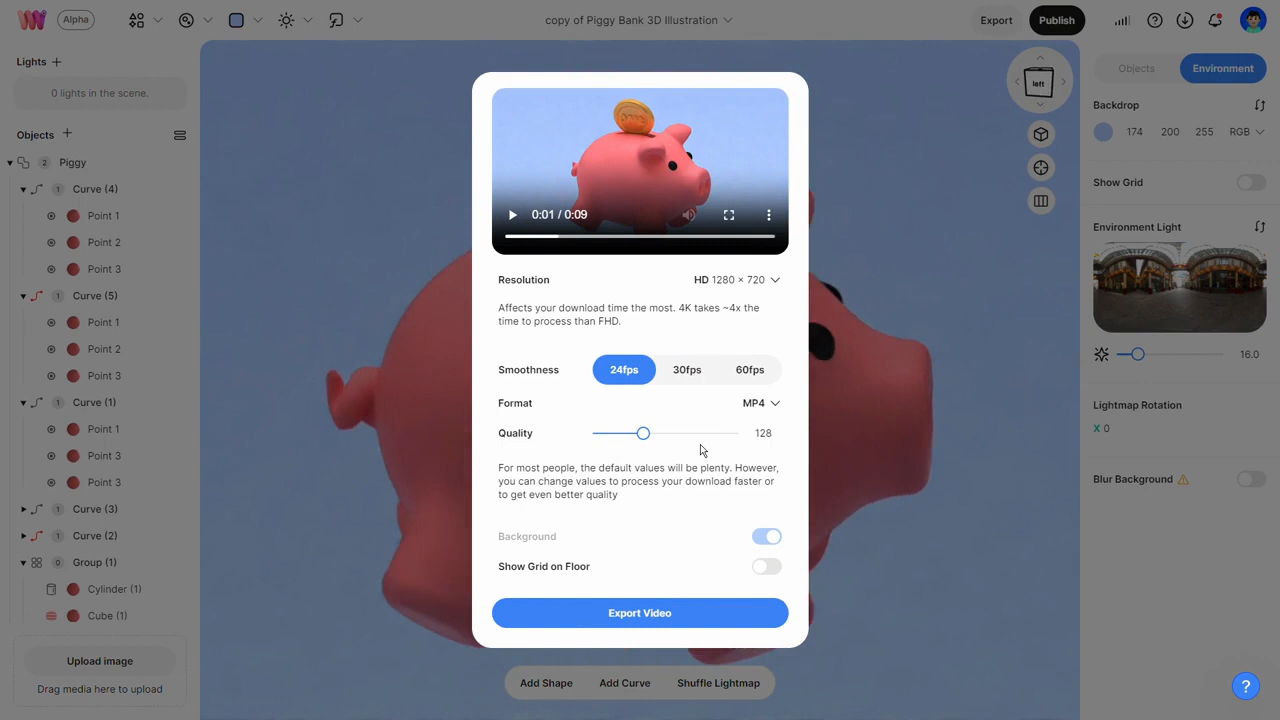 Alpha
copy of Piggy Bank 3D Illustration
Export
Publish
Lights
0 lights in the scene.
Objects
2 Piggy
1 Curve (4)
Point 1
Point 2
Point 3
1 Curve (5)
Point 1
Point 2
Point 3
1 Curve (1)
Point 1
Point 3
Point 3
1 Curve (3)
1 Curve (2)
0 Group (1)
Cylinder (1)
Cube (1)
Upload image
Drag media here to upload
0:01 / 0:09
Resolution
HD 1280 × 720
Affects your download time the most. 4K takes ~4x the
time to process than FHD.
Smoothness
24fps 30fps 60fps
Format
MP4
Quality
128
For most people, the default values will be plenty. However,
you can change values to process your download faster or
to get even better quality
Background
Show Grid on Floor
Export Video
Add Shape
Add Curve
Shuffle Lightmap
left
Objects
Environment
Backdrop
174 200 255 RGB
Show Grid
Environment Light
16.0
Lightmap Rotation
X 0
Blur Background
?